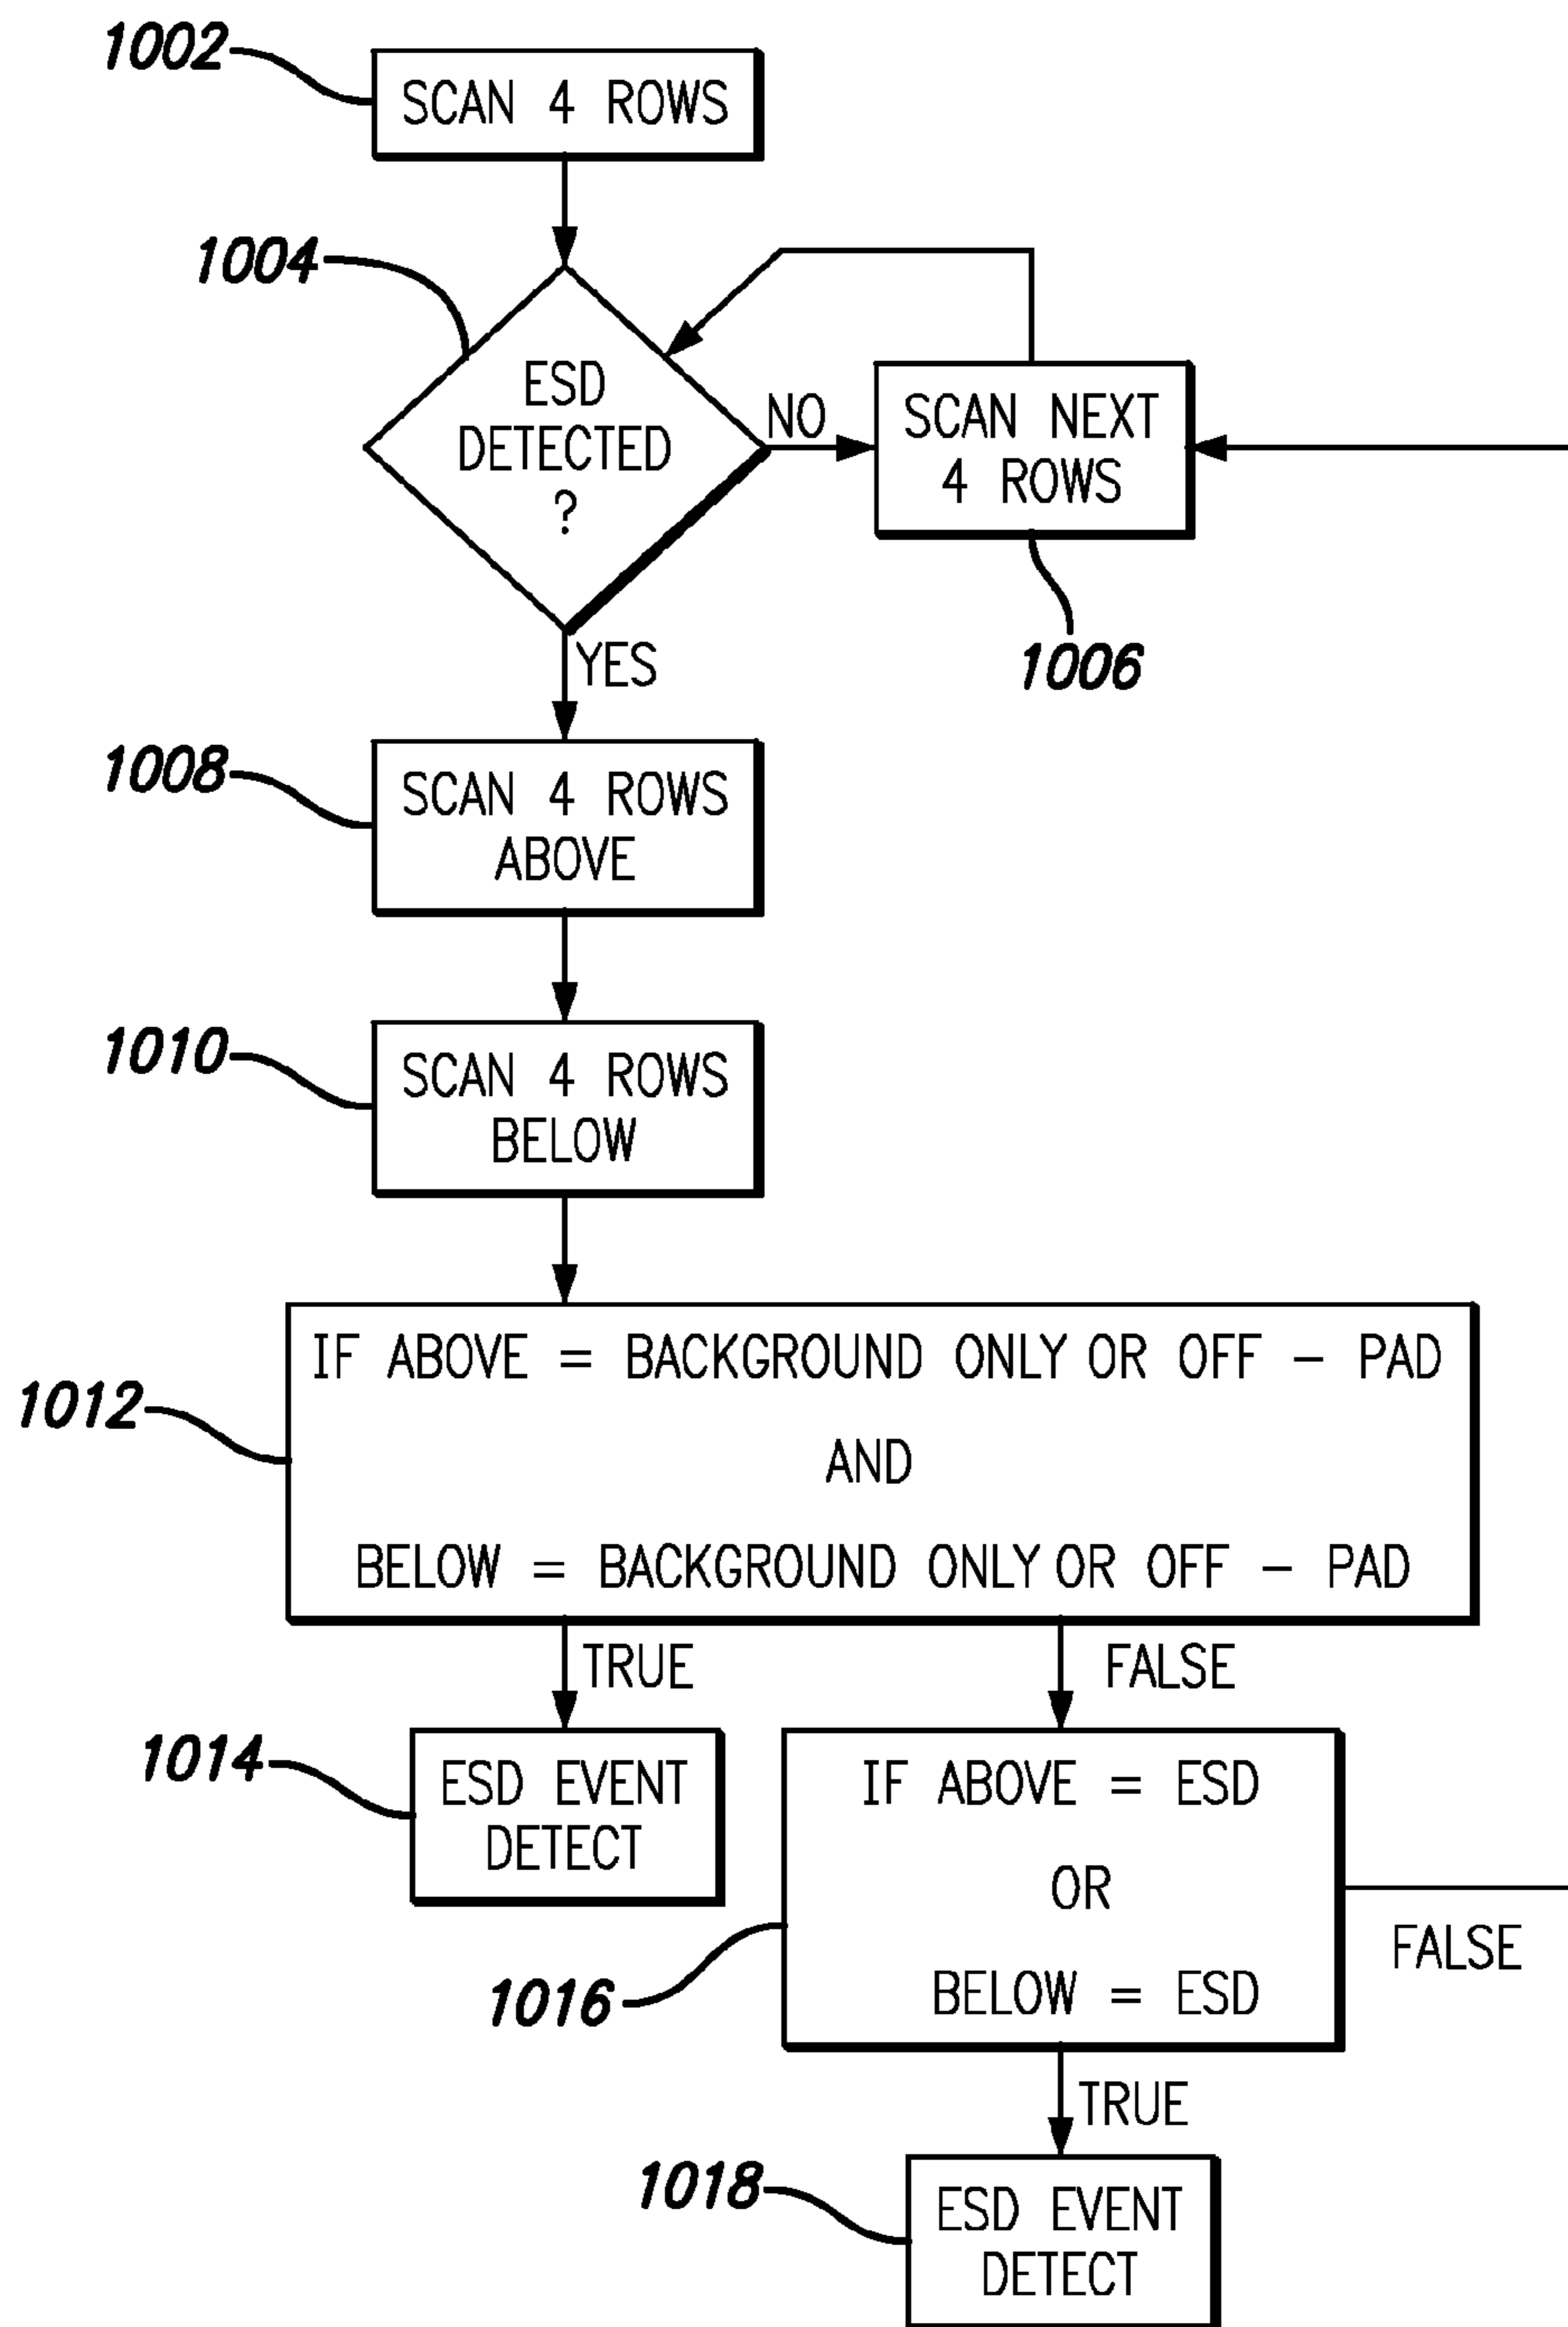 1002
SCAN 4 ROWS
1004
ESD
DETECTED
?
NO
SCAN NEXT
4 ROWS
1006
YES
1008
SCAN 4 ROWS
ABOVE
1010
SCAN 4 ROWS
BELOW
1012
IF ABOVE = BACKGROUND ONLY OR OFF - PAD
AND
BELOW = BACKGROUND ONLY OR OFF - PAD
TRUE
FALSE
1014
ESD EVENT
DETECT
IF ABOVE = ESD
OR
BELOW = ESD
1016
FALSE
TRUE
1018
ESD EVENT
DETECT